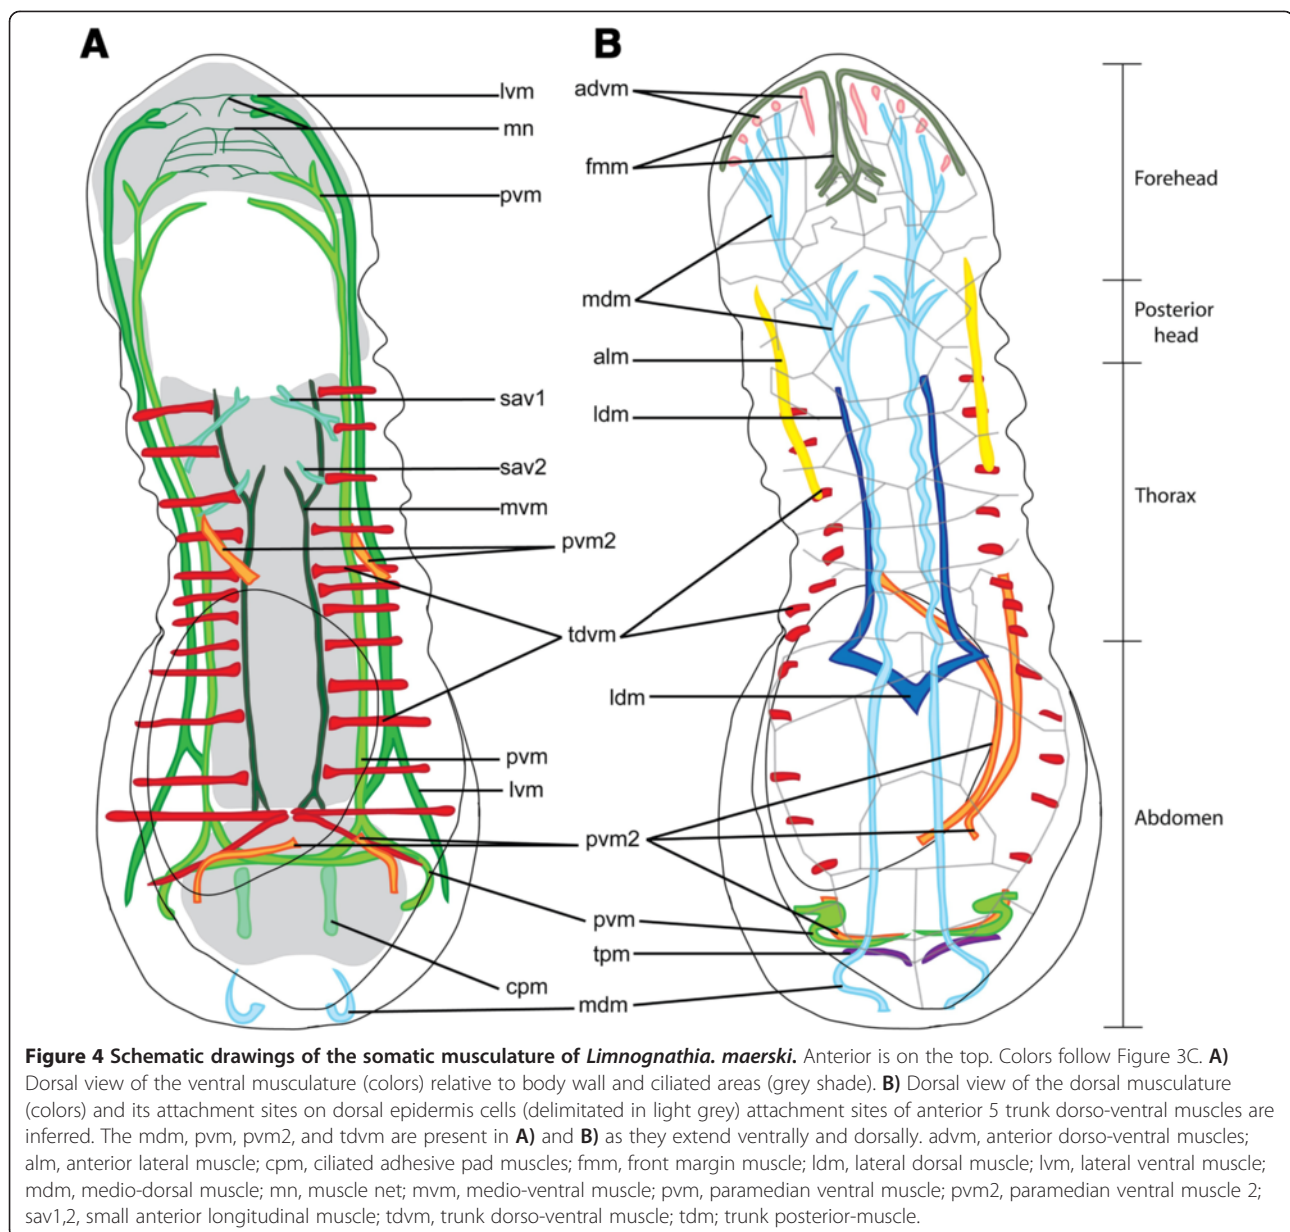 A
B
lvm
mn
pvm
sav1
sav2
mvm
pvm2
tdvm
pvm
lvm
pvm2
pvm
tpm
cpm
mdm
advm
fmm
mdm
alm
ldm
ldm
Forehead
Posterior
head
Thorax
Abdomen
Figure 4 Schematic drawings of the somatic musculature of Limnognathia. maerski. Anterior is on the top. Colors follow Figure 3C. A)
Dorsal view of the ventral musculature (colors) relative to body wall and ciliated areas (grey shade). B) Dorsal view of the dorsal musculature
(colors) and its attachment sites on dorsal epidermis cells (delimitated in light grey) attachment sites of anterior 5 trunk dorso-ventral muscles are
inferred. The mdm, pvm, pvm2, and tdvm are present in A) and B) as they extend ventrally and dorsally. advm, anterior dorso-ventral muscles;
alm, anterior lateral muscle; cpm, ciliated adhesive pad muscles; fmm, front margin muscle; ldm, lateral dorsal muscle; lvm, lateral ventral muscle;
mdm, medio-dorsal muscle; mn, muscle net; mvm, medio-ventral muscle; pvm, paramedian ventral muscle; pvm2, paramedian ventral muscle 2;
sav1,2, small anterior longitudinal muscle; tdvm, trunk dorso-ventral muscle; tdm; trunk posterior-muscle.